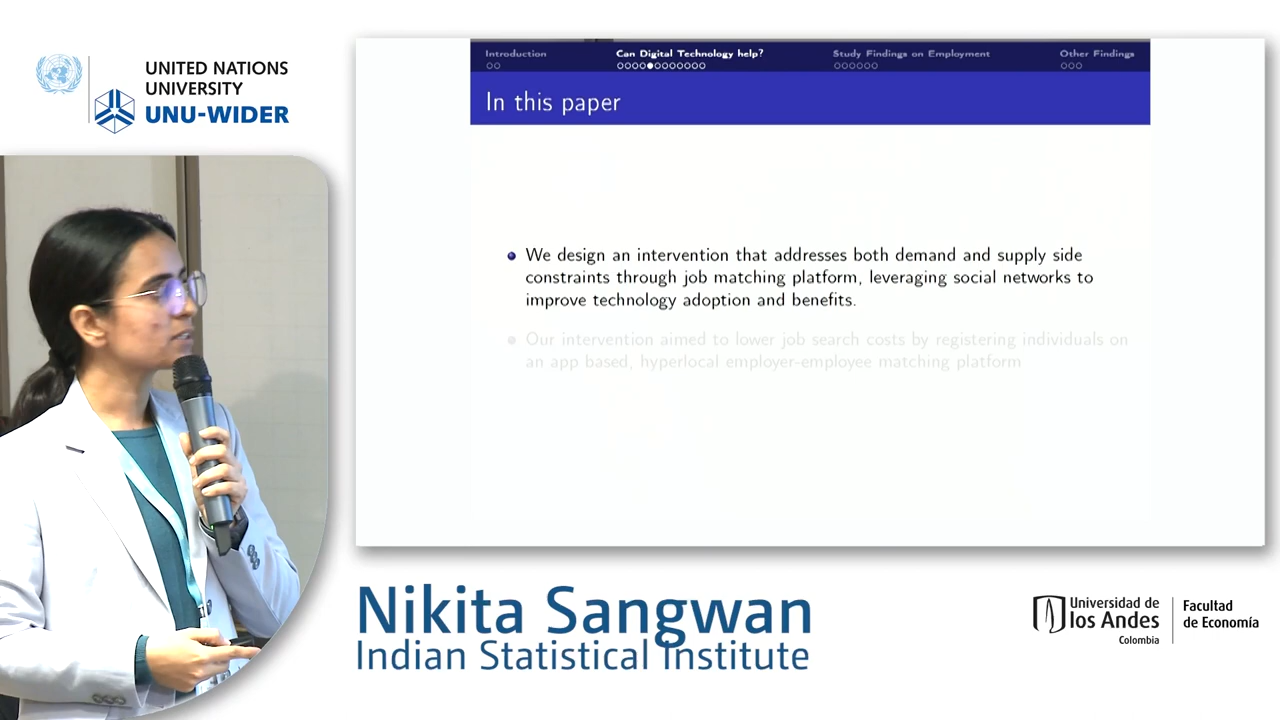 UNITED NATIONS
UNIVERSITY
UNU-WIDER
Introduction
Can Digital Technology help?
Study Findings on Employment
Other Findings
In this paper
We design an intervention that addresses both demand and supply side
constraints through job matching platform, leveraging social networks to
improve technology adoption and benefits.
Our intervention aimed to lower job search costs by registering individuals on
an app based, hyperlocal employer-employee matching platform
Nikita Sangwan
Indian Statistical Institute
Universidad de
los Andes
Colombia
Facultad
de Economía